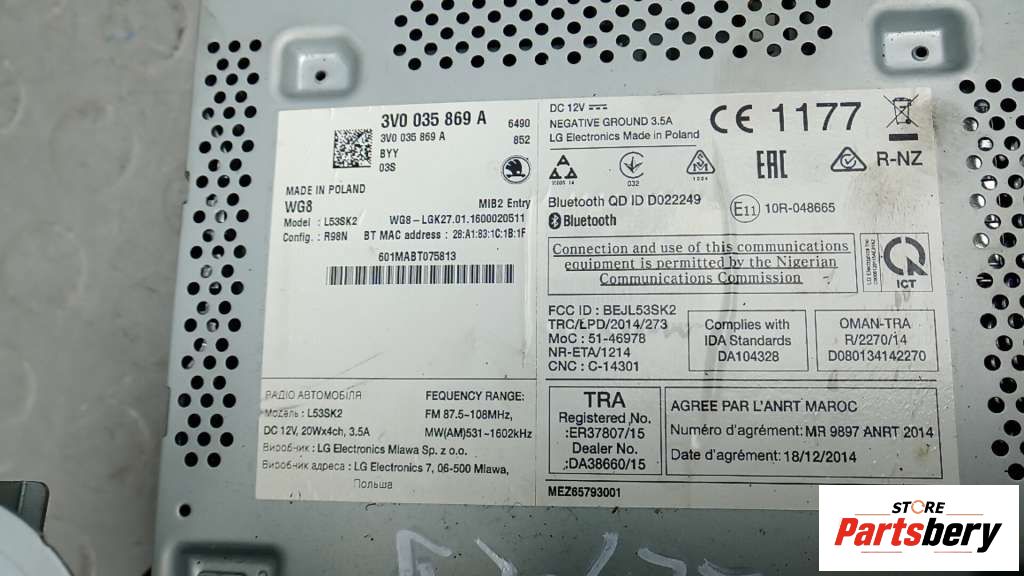 3V0 035 869 A
6490
3V0 035 869 A
852
BYY
03S
MADE IN POLAND
WG8
MIB2 Entry
Model : L53SK2
WG8-LGK27.01.1600020511
Config. : R98N
BT MAC address : 28:A1:83:1C:1B:1F
601MABT075813
DC 12V
NEGATIVE GROUND 3.5A
LG Electronics Made in Poland
CE 1177
032
1004
EAC
R-NZ
Bluetooth QD ID D022249
Bluetooth
E11 10R-048665
Connection and use of this communications
equipment is permitted by the Nigerian
Communications Commission
ICT
FCC ID : BEJL53SK2
TRC/LPD/2014/273
MoC : 51-46978
NR-ETA/1214
CNC : C-14301
Complies with
IDA Standards
DA104328
OMAN-TRA
R/2270/14
D080134142270
РАДІО АВТОМОБІЛЯ
Модель : L53SK2
DC 12V, 20Wx4ch, 3.5A
Виробник : LG Electronics Mlawa Sp. z o.o.
Виробник адреса : LG Electronics 7, 06-500 Mlawa,
Польша
FEQUENCY RANGE:
FM 87.5-108MHz,
MW(AM)531-1602kHz
TRA
Registered No.
:ER37807/15
Dealer No.
:DA38660/15
AGREE PAR L'ANRT MAROC
Numéro d'agrément: MR 9897 ANRT 2014
Date d'agrément: 18/12/2014
MEZ65793001
STORE
Partsbery